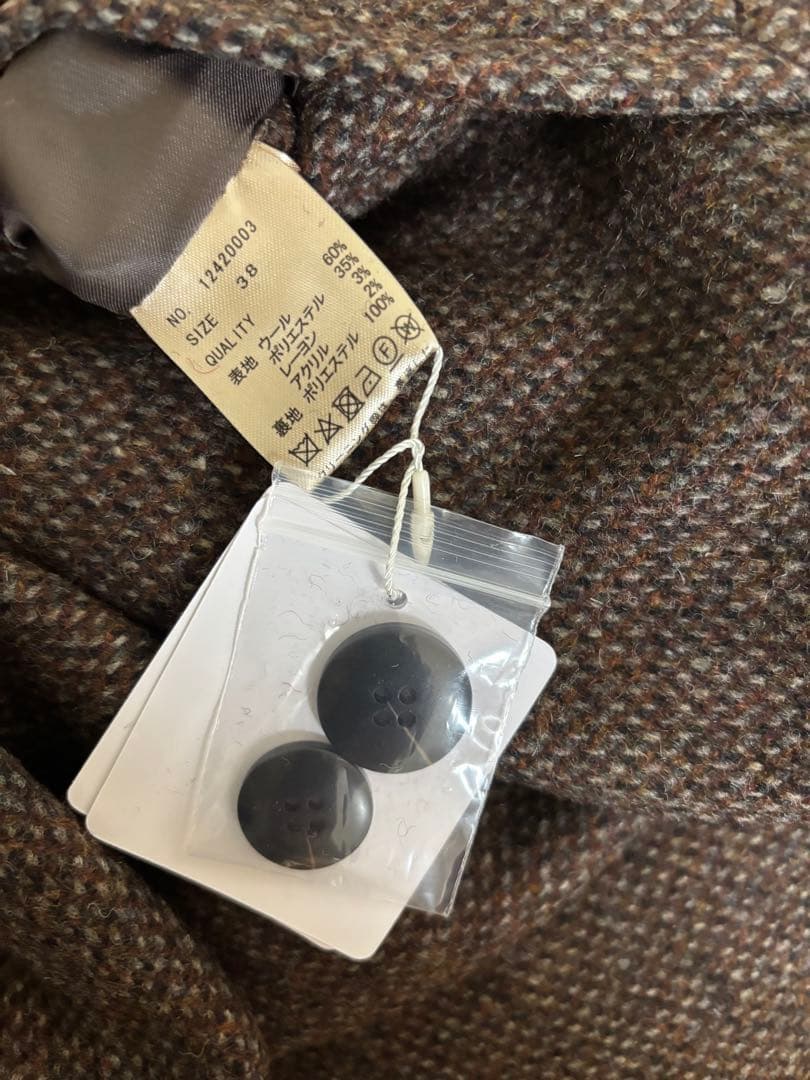 NO. 12420003
SIZE 38
QUALITY
表地 ウール 60%
ポリエステル 35%
レーヨン 3%
アクリル 2%
裏地 ポリエステル 100%
F